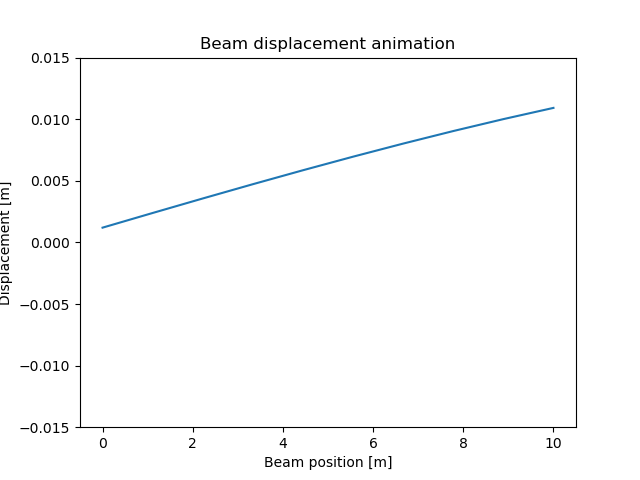 Beam displacement animation
0.015
0.010
0.005
0.000
−0.005
−0.010
−0.015
Displacement [m]
0 2 4 6 8 10
Beam position [m]